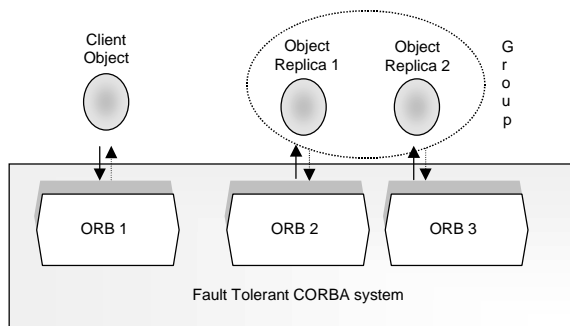 Client
Object
Object
Replica 1
Object
Replica 2
G
r
o
u
p
ORB 1
ORB 2
ORB 3
Fault Tolerant CORBA system